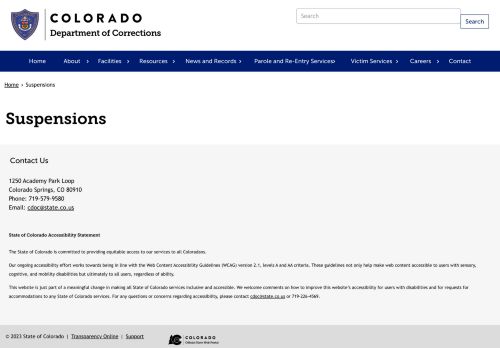 COLORADO
Department of Corrections
Search
Search
Home About Facilities Resources News and Records Parole and Re-Entry Services Victim Services Careers Contact
Home › Suspensions
Suspensions
Contact Us
1250 Academy Park Loop
Colorado Springs, CO 80910
Phone: 719-579-9580
Email: cdoc@state.co.us
State of Colorado Accessibility Statement
The State of Colorado is committed to providing equitable access to our services to all Coloradans.
Our ongoing accessibility effort works towards being in line with the Web Content Accessibility Guidelines (WCAG) version 2.1, levels A and AA criteria. These guidelines not only help make web content accessible to users with sensory,
cognitive, and mobility disabilities but ultimately to all users, regardless of ability.
This website is just part of a meaningful change in making all State of Colorado services inclusive and accessible. We welcome comments on how to improve this website's accessibility for users with disabilities and for requests for
accommodations to any State of Colorado services. For any questions or concerns regarding accessibility, please contact cdoc@state.co.us or 719-226-4569.
© 2023 State of Colorado | Transparency Online | Support
COLORADO
Official State Web Portal